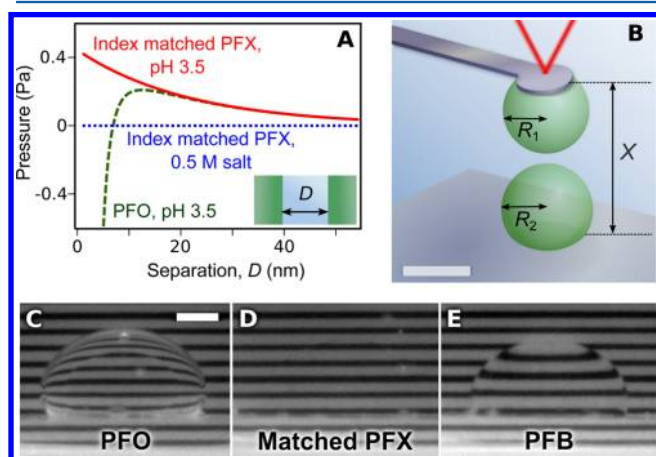 A
Index matched PFX,
pH 3.5
Pressure (Pa)
0.4
0
-0.4
Index matched PFX,
0.5 M salt
PFO, pH 3.5
D
20
40
Separation, D (nm)
B
R1
R2
X
C
PFO
D
Matched PFX
E
PFB